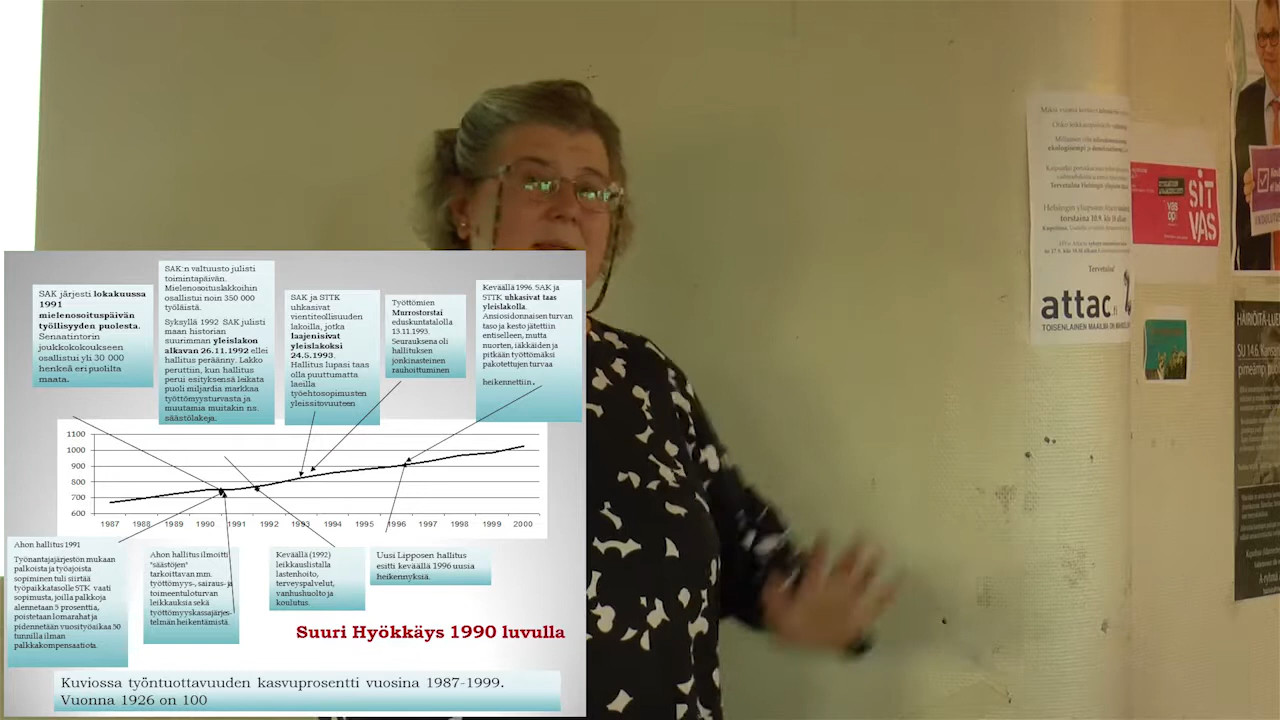 SAK järjesti lokakuussa
1991
mielenosoituspäivän
työllisyyden puolesta.
Senaatintorin
joukkokokoukseen
osallistui yli 30 000
henkeä eri puolilta
maata.
SAK:n valtuusto julisti
toimintapäivän.
Mielenosoituslakkoihin
osallistui noin 350 000
työläistä.
Syksyllä 1992 SAK julisti
maan historian
suurimman yleislakon
alkavan 26.11.1992 ellei
hallitus peräänny. Lakko
peruttiin, kun hallitus
perui esityksensä leikata
puoli miljardia markkaa
työttömyysturvasta ja
muutamia muitakin ns.
säästölakeja.
SAK ja STTK
uhkasivat
vientiteollisuuden
lakoilla, jotka
laajenisivat
yleislakoksi
24.5.1993.
Hallitus lupasi taas
olla puuttumatta
laeilla
työehtosopimusten
yleissitovuuteen
Työttömien
Murrostorstai
eduskuntatalolla
13.11.1993.
Seurauksena oli
hallituksen
jonkinasteinen
rauhoittuminen
Keväällä 1996. SAK ja
STTK uhkasivat taas
yleislakolla.
Ansiosidonnaisen turvan
taso ja kesto jätettiin
entiselleen, mutta
nuorten, iäkkäiden ja
pitkään työttömäksi
pakotettujen turvaa
heikennettiin.
1100
1000
900
800
700
600
1987 1988 1989 1990 1991 1992 1993 1994 1995 1996 1997 1998 1999 2000
Ahon hallitus 1991
Työnantajajärjestön mukaan
palkoista ja työajoista
sopiminen tuli siirtää
työpaikkatasolle STK vaati
sopimusta, joilla palkkoja
alennetaan 5 prosenttia,
poistetaan lomarahat ja
pidennetään vuosityöaikaa 50
tunnilla ilman
palkkakompensaatiota.
Ahon hallitus ilmoitti
"säästöjen"
tarkoittavan mm.
työttömyys-, sairaus- ja
toimeentuloturvan
leikkauksia sekä
työttömyyskassajärjes-
telmän heikentämistä.
Keväällä (1992)
leikkauslistalla
lastenhoito,
terveyspalvelut,
vanhushuolto ja
koulutus.
Uusi Lipposen hallitus
esitti keväällä 1996 uusia
heikennyksiä.
Suuri Hyökkäys 1990 luvulla
Kuviossa työntuottavuuden kasvuprosentti vuosina 1987-1999.
Vuonna 1926 on 100
Tervetuloa!
attac.fi
TOISENLAINEN MAAILMA ON
vas
op!
SIT
VAS
HÄIRIÖITÄ
SU 14.6.